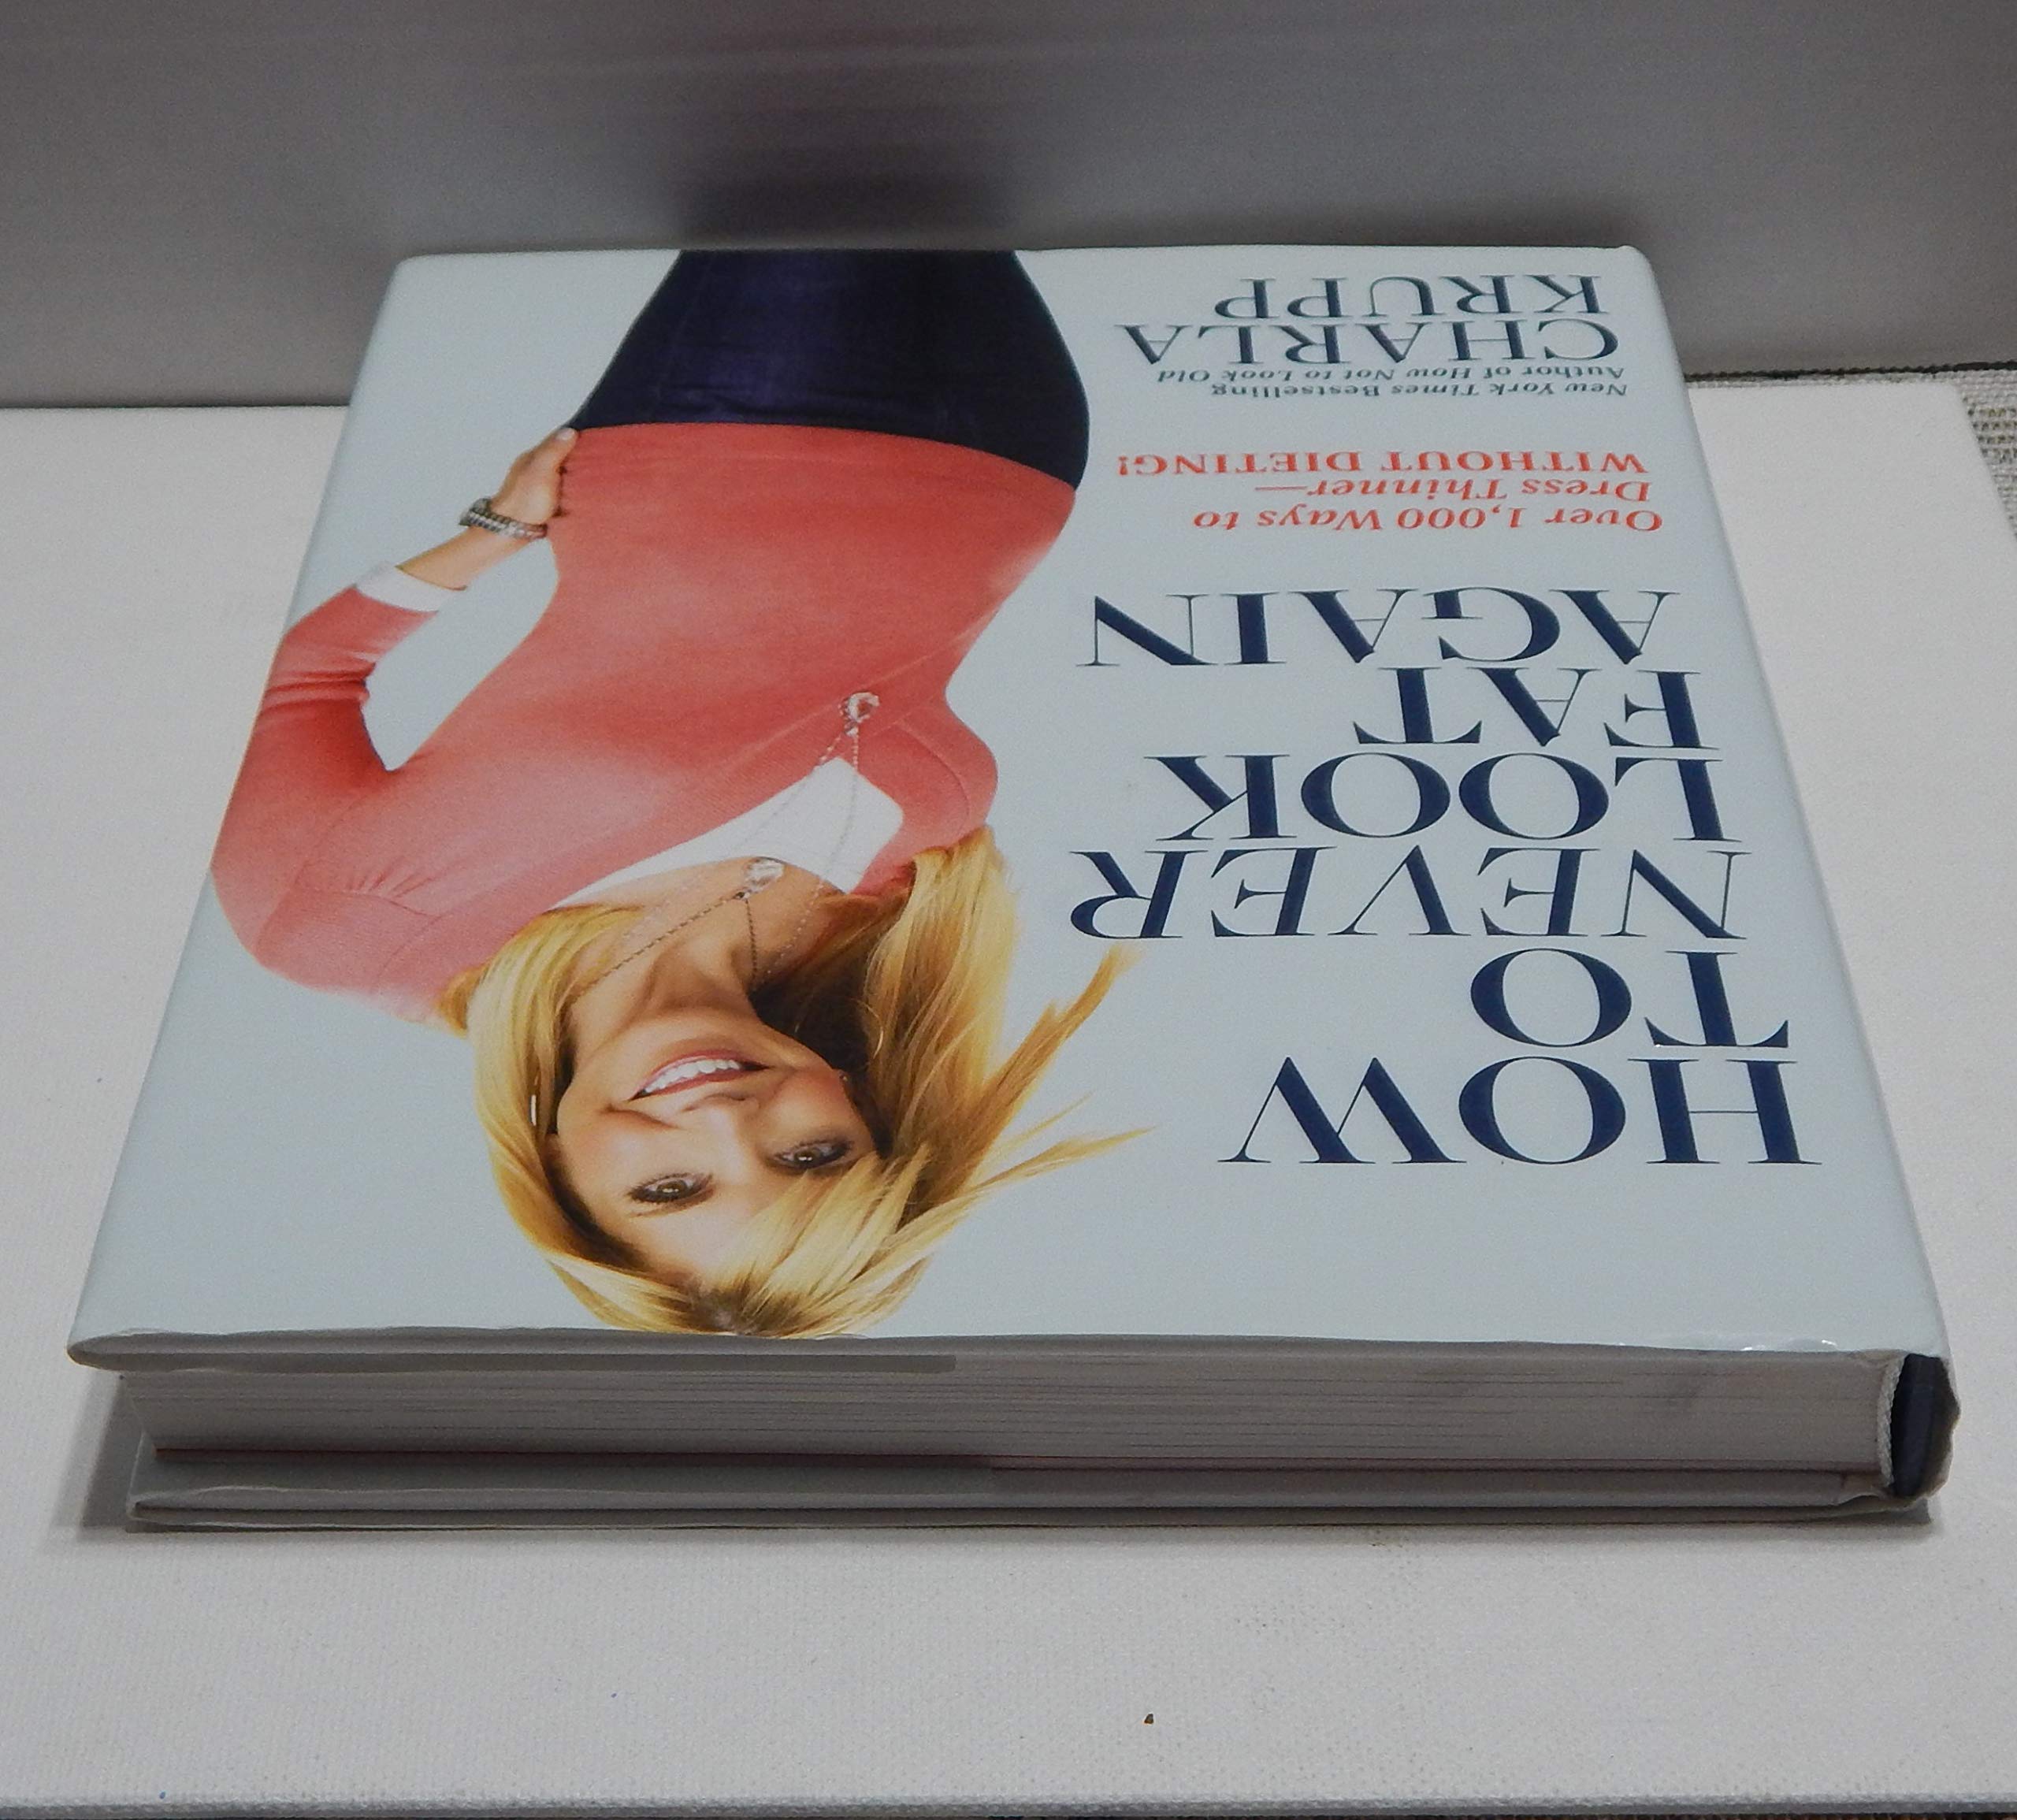 HOW
TO
NEVER
LOOK
FAT
AGAIN
Over 1,000 Ways to
Dress Thinner—
WITHOUT DIETING!
New York Times Bestselling
Author of How Not to Look Old
CHARLA
KRUPP